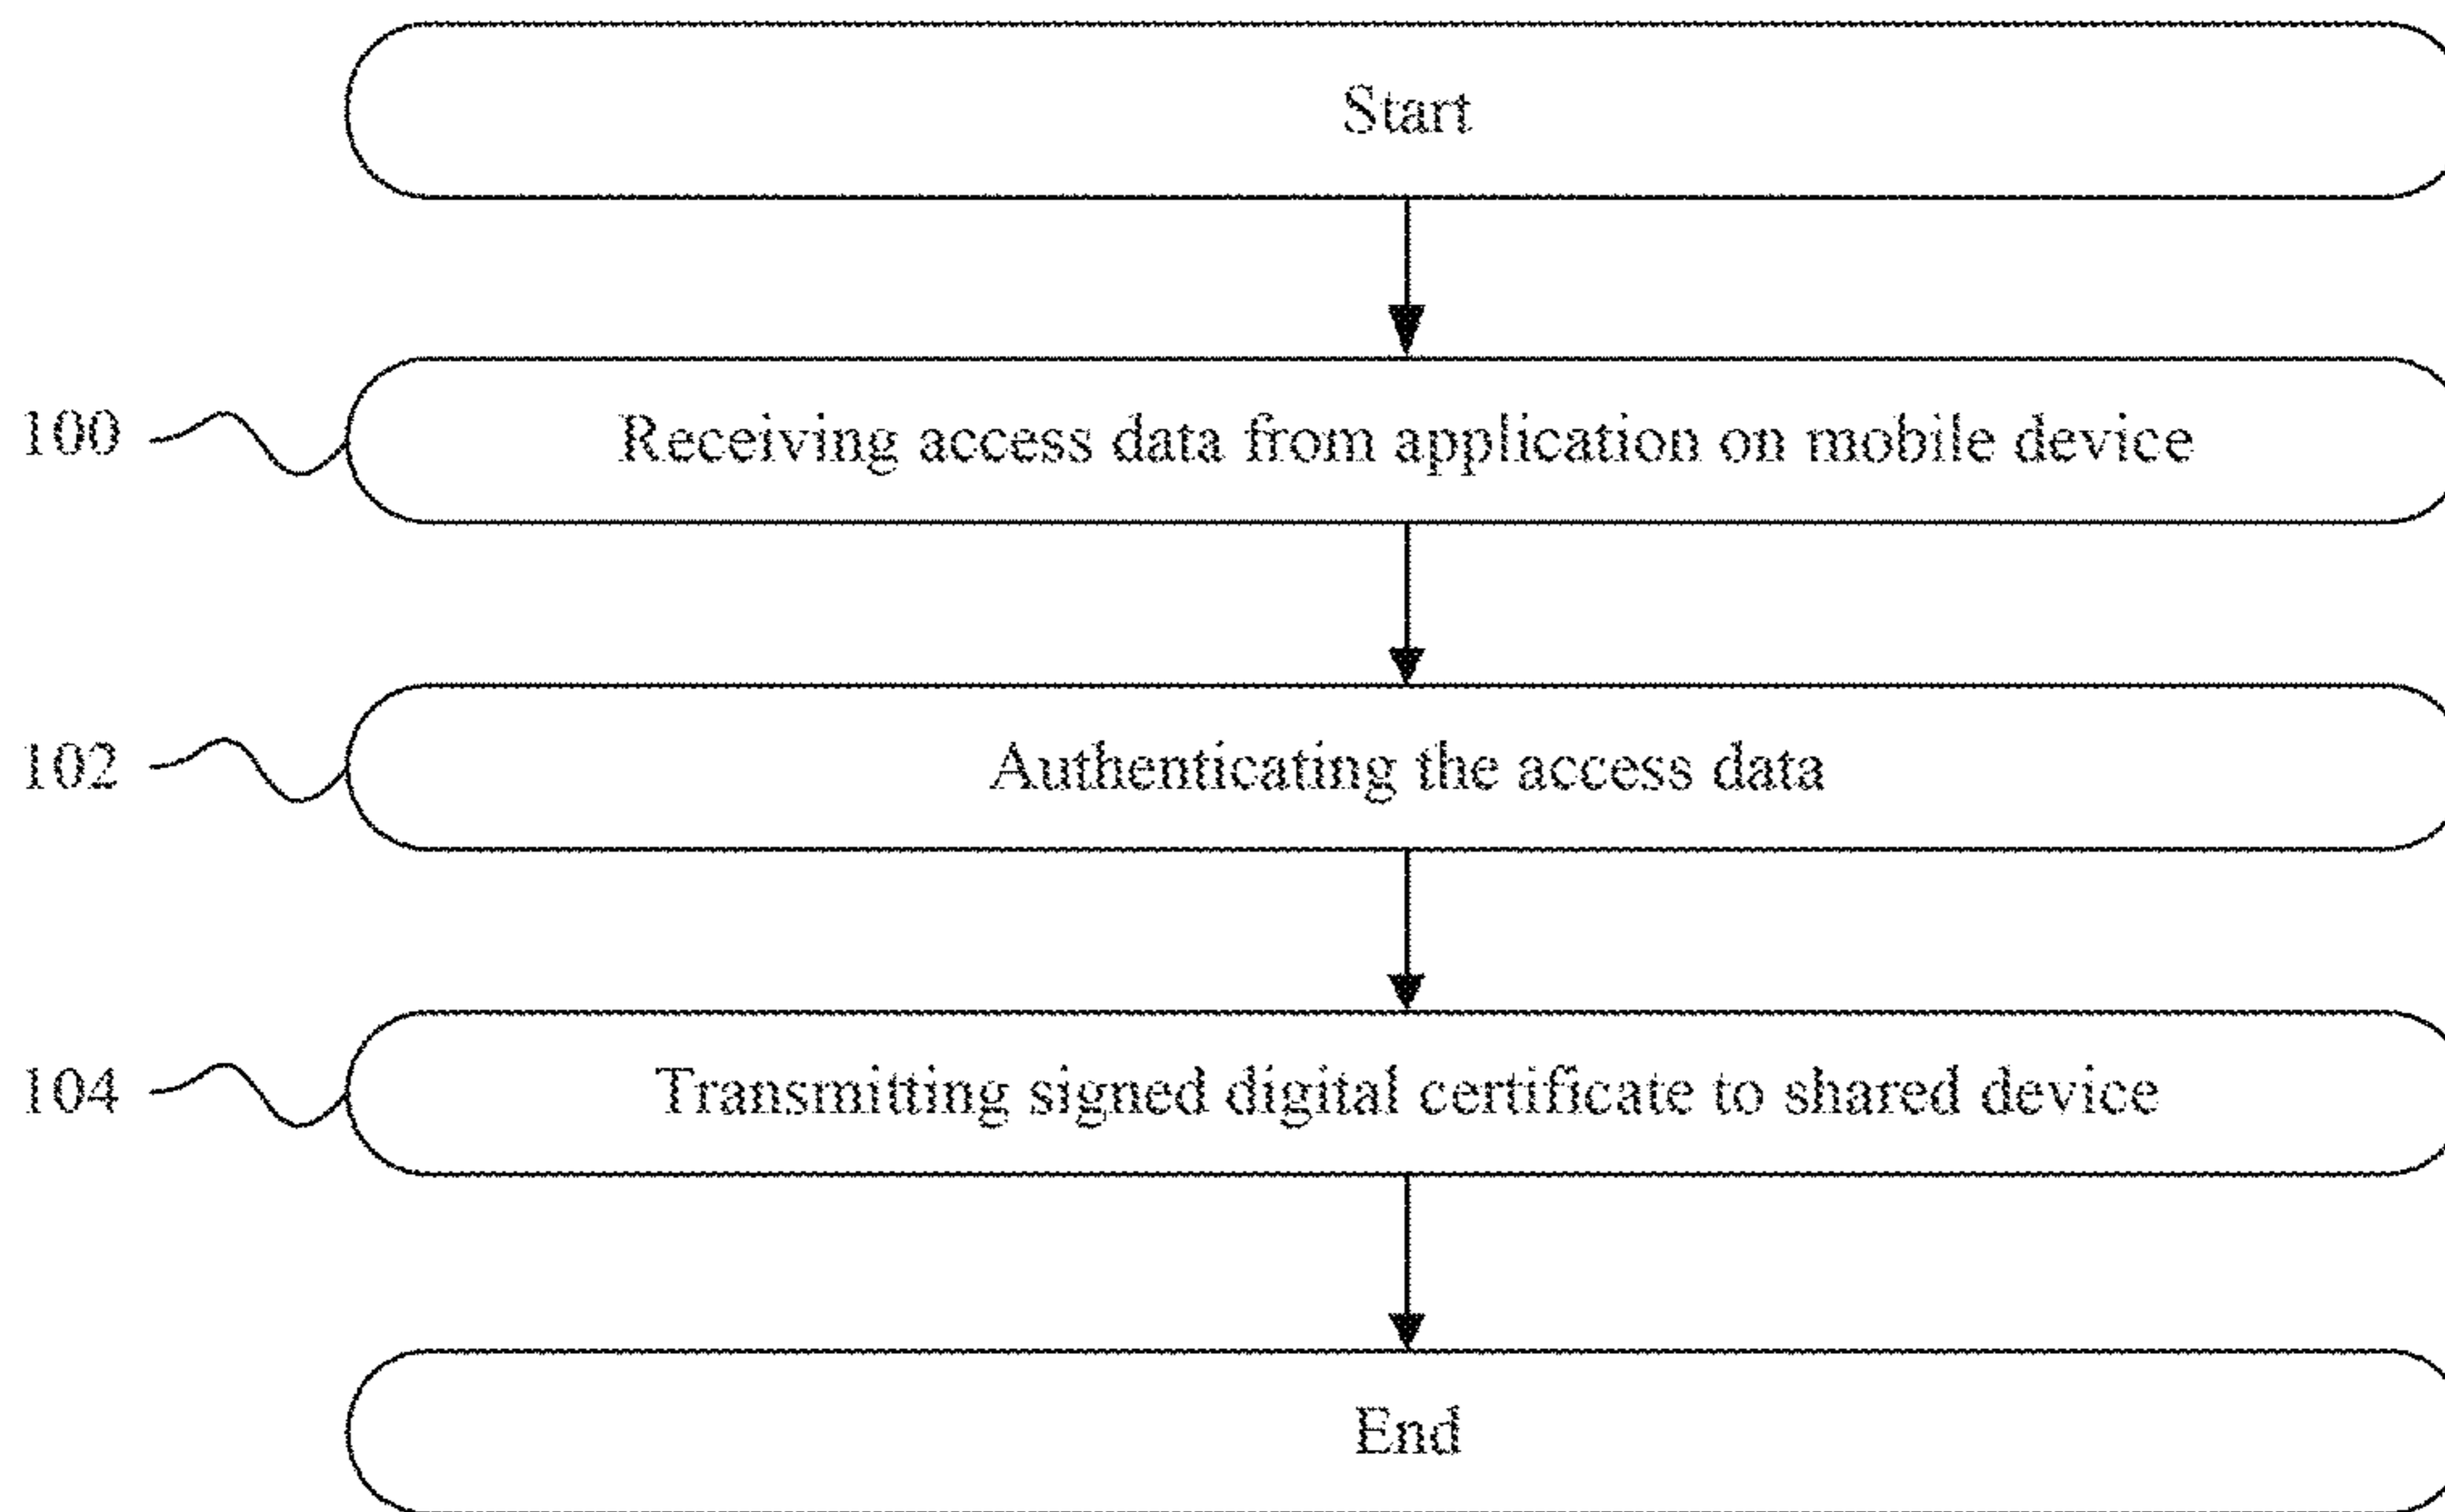 Start
100 Receiving access data from application on mobile device
102 Authenticating the access data
104 Transmitting signed digital certificate to shared device
End